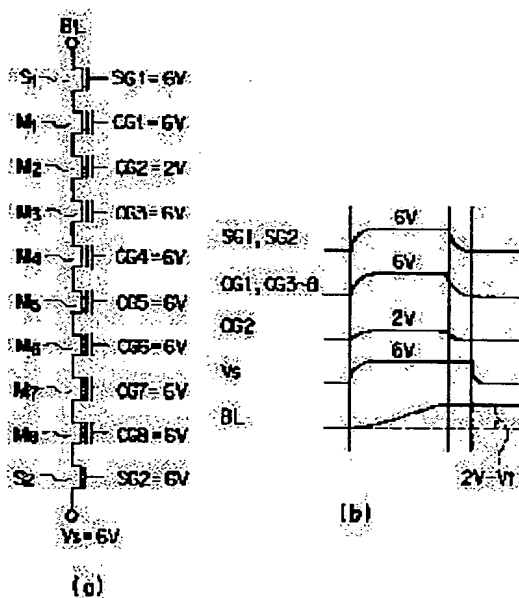 BL
S1 SG1=6V
M1 CG1=6V
M2 CG2=2V
M3 CG3=6V
M4 CG4=6V
M5 CG5=6V
M6 CG6=6V
M7 CG7=6V
M8 CG8=6V
S2 SG2=6V
Vs=6V
(a)
SG1,SG2 6V
CG1,CG3~8 6V
CG2 2V
Vs 6V
BL
2V-Vt
(b)